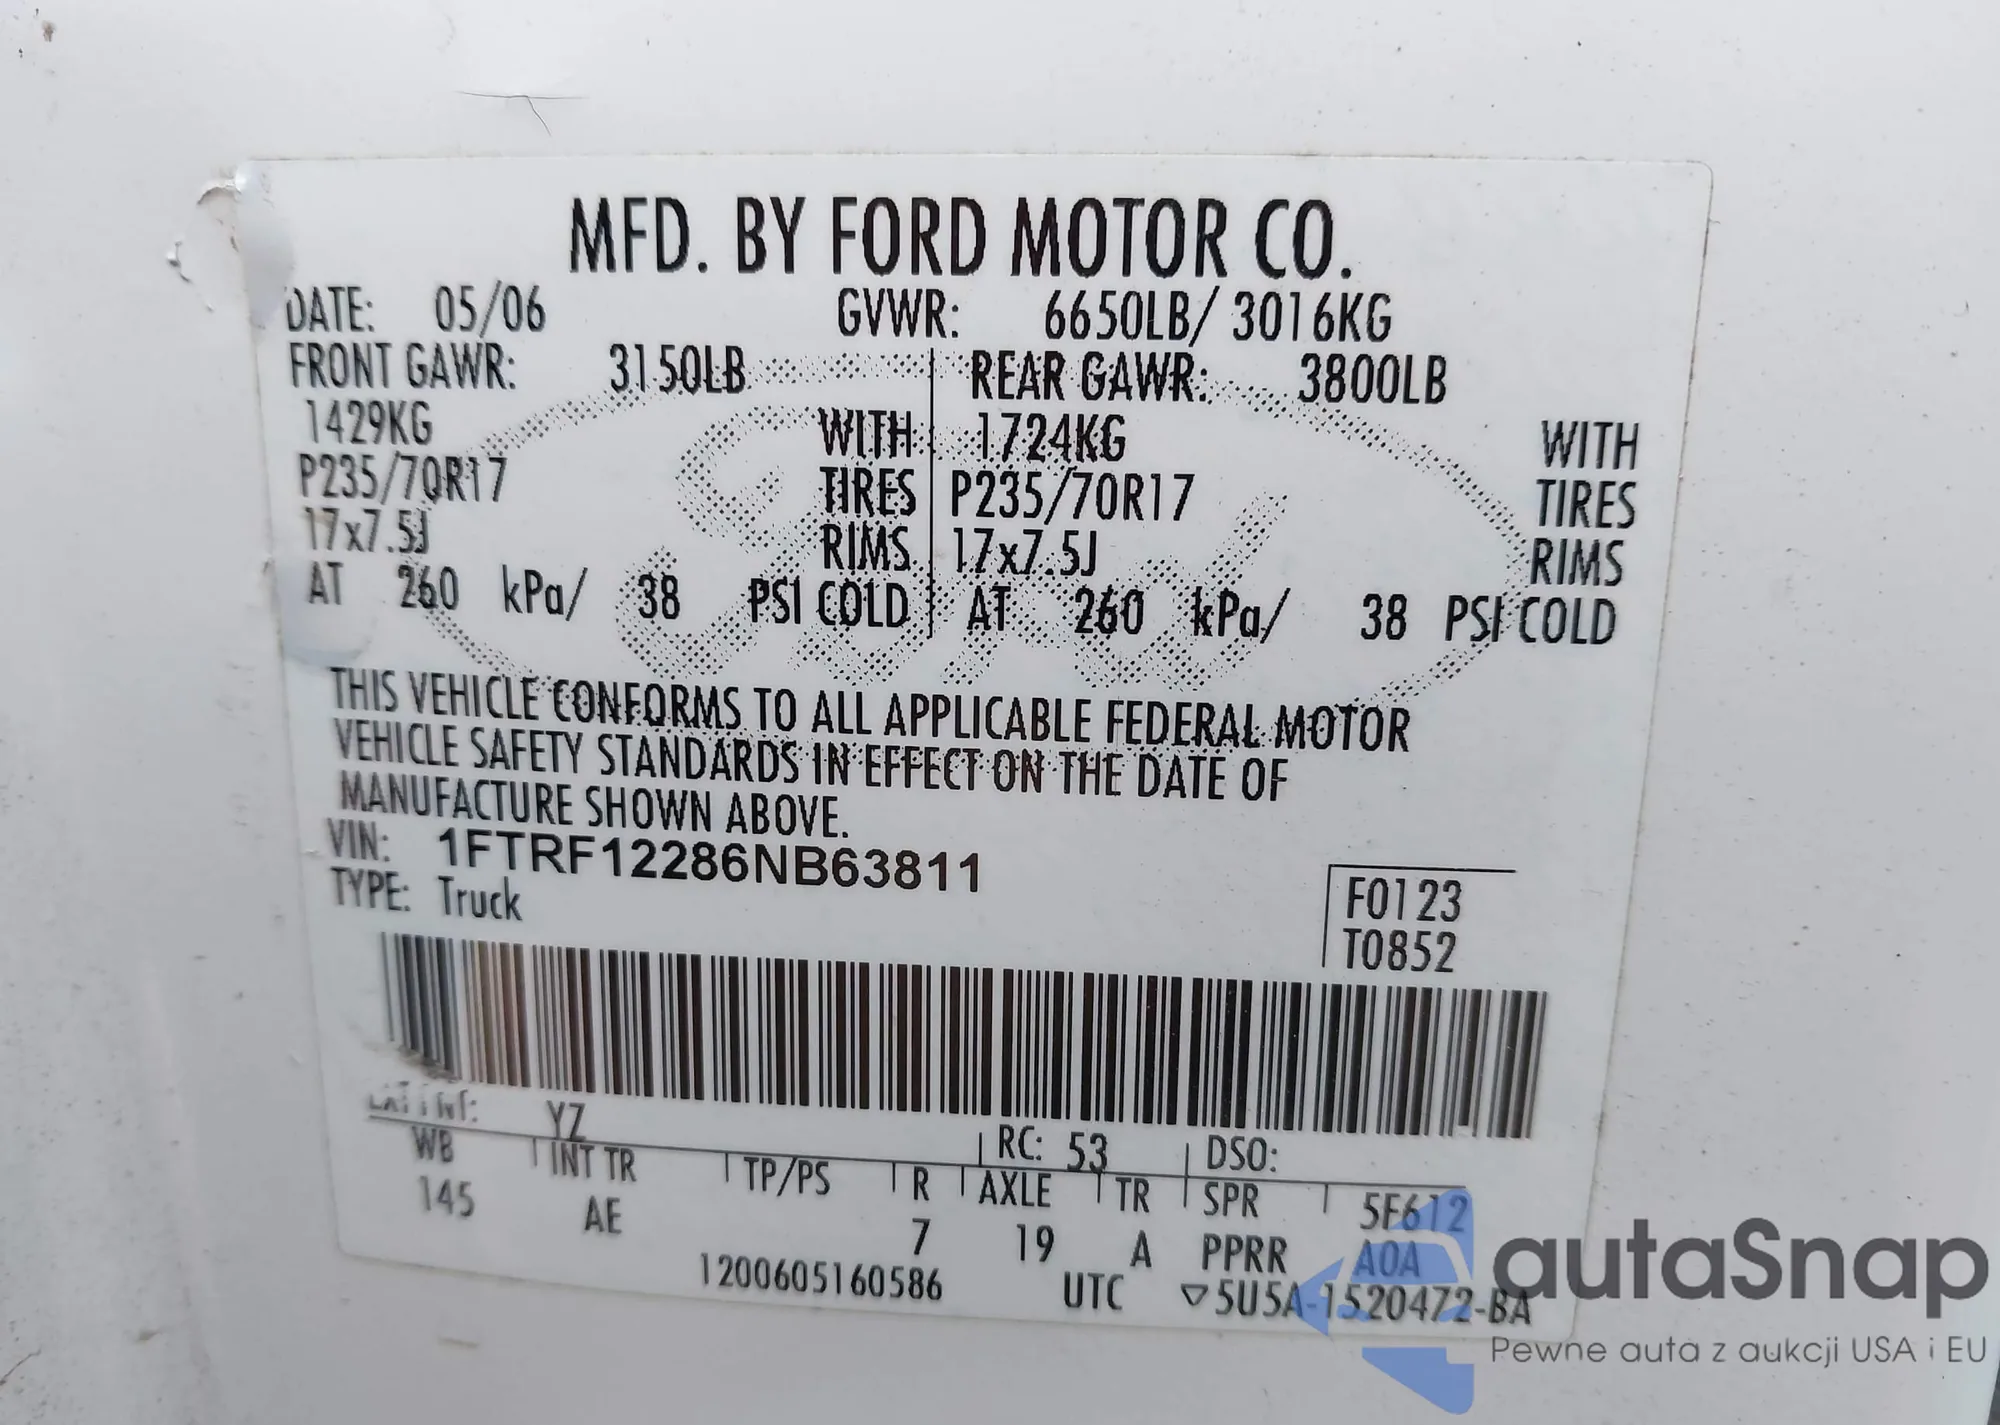 MFD. BY FORD MOTOR CO.
DATE: 05/06 GVWR: 6650LB/ 3016KG
FRONT GAWR: 3150LB REAR GAWR: 3800LB
1429KG WITH 1724KG WITH
P235/70R17 TIRES P235/70R17 TIRES
17x7.5J RIMS 17x7.5J RIMS
AT 260 kPa/ 38 PSI COLD AT 260 kPa/ 38 PSI COLD
THIS VEHICLE CONFORMS TO ALL APPLICABLE FEDERAL MOTOR
VEHICLE SAFETY STANDARDS IN EFFECT ON THE DATE OF
MANUFACTURE SHOWN ABOVE.
VIN: 1FTRF12286NB63811
TYPE: Truck
F0123
T0852
YZ RC: 53 DSO:
WB INT TR TP/PS R AXLE TR SPR 5F612
145 AE 7 19 A PPRR A0A
1200605160586 UTC ▽5U5A-1520472-BA
Ford
autaSnap
Pewne auta z aukcji USA i EU